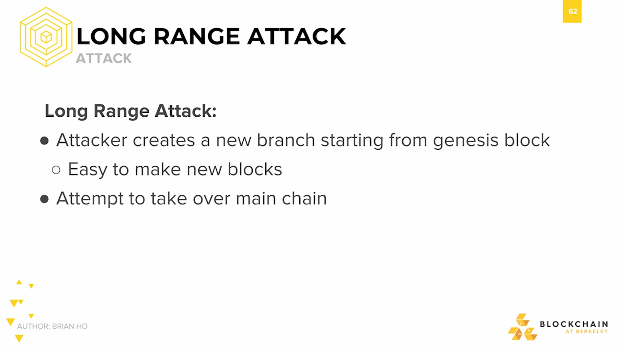 62
LONG RANGE ATTACK
ATTACK
Long Range Attack:
● Attacker creates a new branch starting from genesis block
○ Easy to make new blocks
● Attempt to take over main chain
AUTHOR: BRIAN HO
BLOCKCHAIN
AT BERKELEY